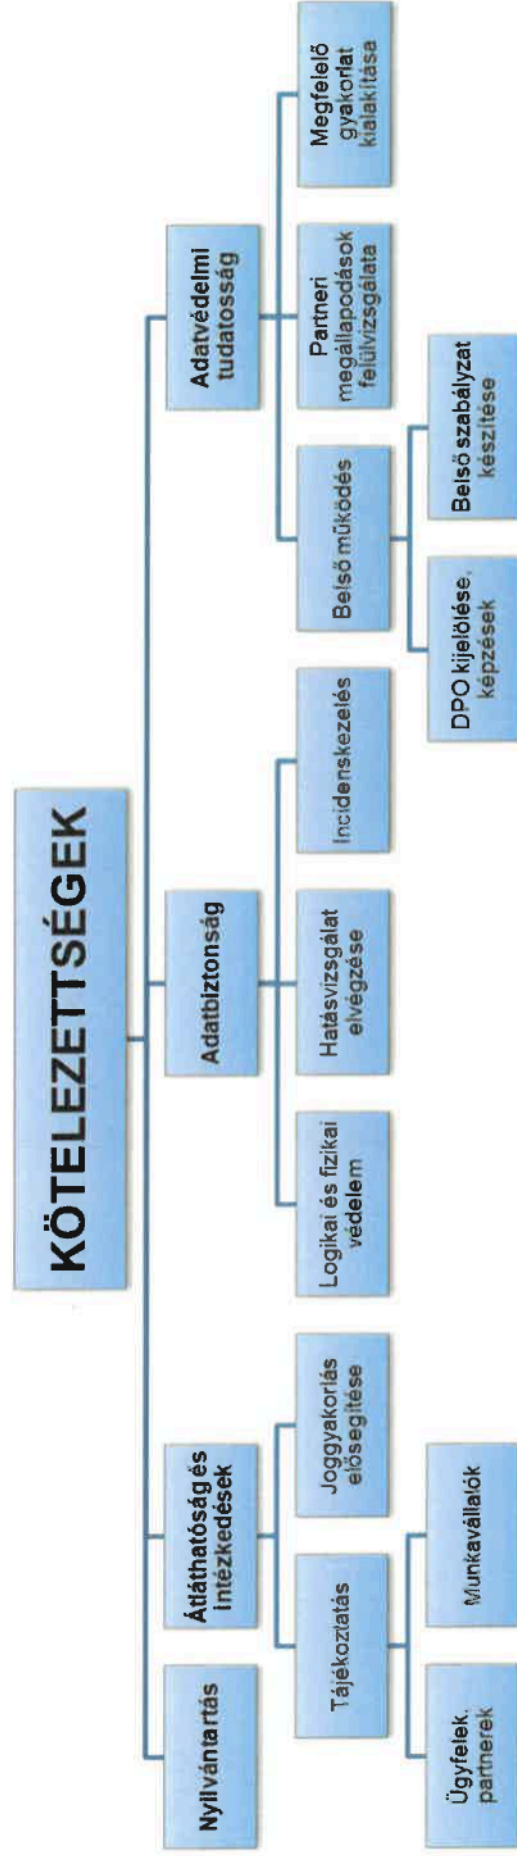 KÖTELEZETTSÉGEK
Nyilvántartás
Átláthatóság és
intézkedések
Adatbiztonság
Adatvédelmi
tudatosság
Tájékoztatás
Joggyakorlás
elősegítése
Logikai és fizikai
védelem
Hatásvizsgálat
elvégzése
Incidenskezelés
Belső működés
Partneri
megállapodások
felülvizsgálata
Megfelelő
gyakorlat
kialakítása
Ügyfelek,
partnerek
Munkavállalók
DPO kijelölése,
képzések
Belső szabályzat
készítése